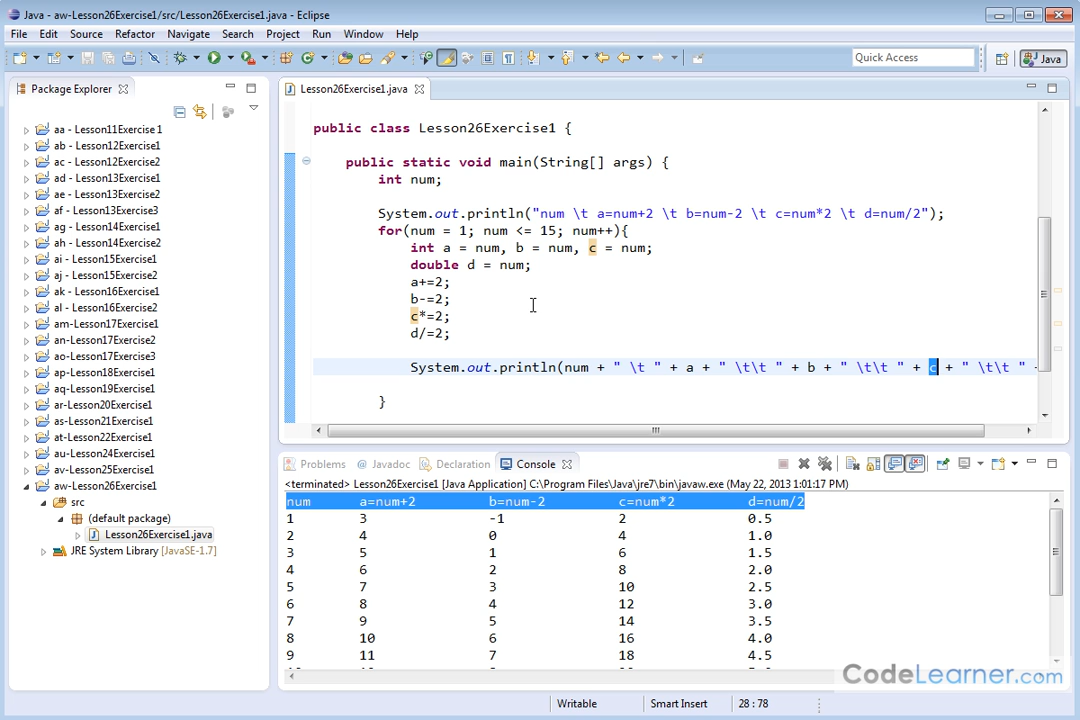 Java - aw-Lesson26Exercise1/src/Lesson26Exercise1.java - Eclipse
File Edit Source Refactor Navigate Search Project Run Window Help
Quick Access
Java
Package Explorer
aa - Lesson11Exercise1
ab - Lesson12Exercise1
ac - Lesson12Exercise2
ad - Lesson13Exercise1
ae - Lesson13Exercise2
af - Lesson13Exercise3
ag - Lesson14Exercise1
ah - Lesson14Exercise2
ai - Lesson15Exercise1
aj - Lesson15Exercise2
ak - Lesson16Exercise1
al - Lesson16Exercise2
am-Lesson17Exercise1
an-Lesson17Exercise2
ao-Lesson17Exercise3
ap-Lesson18Exercise1
aq-Lesson19Exercise1
ar-Lesson20Exercise1
as-Lesson21Exercise1
at-Lesson22Exercise1
au-Lesson24Exercise1
av-Lesson25Exercise1
aw-Lesson26Exercise1
src
(default package)
Lesson26Exercise1.java
JRE System Library [JavaSE-1.7]
Lesson26Exercise1.java
public class Lesson26Exercise1 {
public static void main(String[] args) {
int num;
System.out.println("num \t a=num+2 \t b=num-2 \t c=num*2 \t d=num/2");
for(num = 1; num <= 15; num++){
int a = num, b = num, c = num;
double d = num;
a+=2;
b-=2;
c*=2;
d/=2;
System.out.println(num + " \t " + a + " \t\t " + b + " \t\t " + c + " \t\t "
}
Problems Javadoc Declaration Console
<terminated> Lesson26Exercise1 [Java Application] C:\Program Files\Java\jre7\bin\javaw.exe (May 22, 2013 1:01:17 PM)
num a=num+2 b=num-2 c=num*2 d=num/2
1 3 -1 2 0.5
2 4 0 4 1.0
3 5 1 6 1.5
4 6 2 8 2.0
5 7 3 10 2.5
6 8 4 12 3.0
7 9 5 14 3.5
8 10 6 16 4.0
9 11 7 18 4.5
CodeLearner.com
Writable Smart Insert 28 : 78